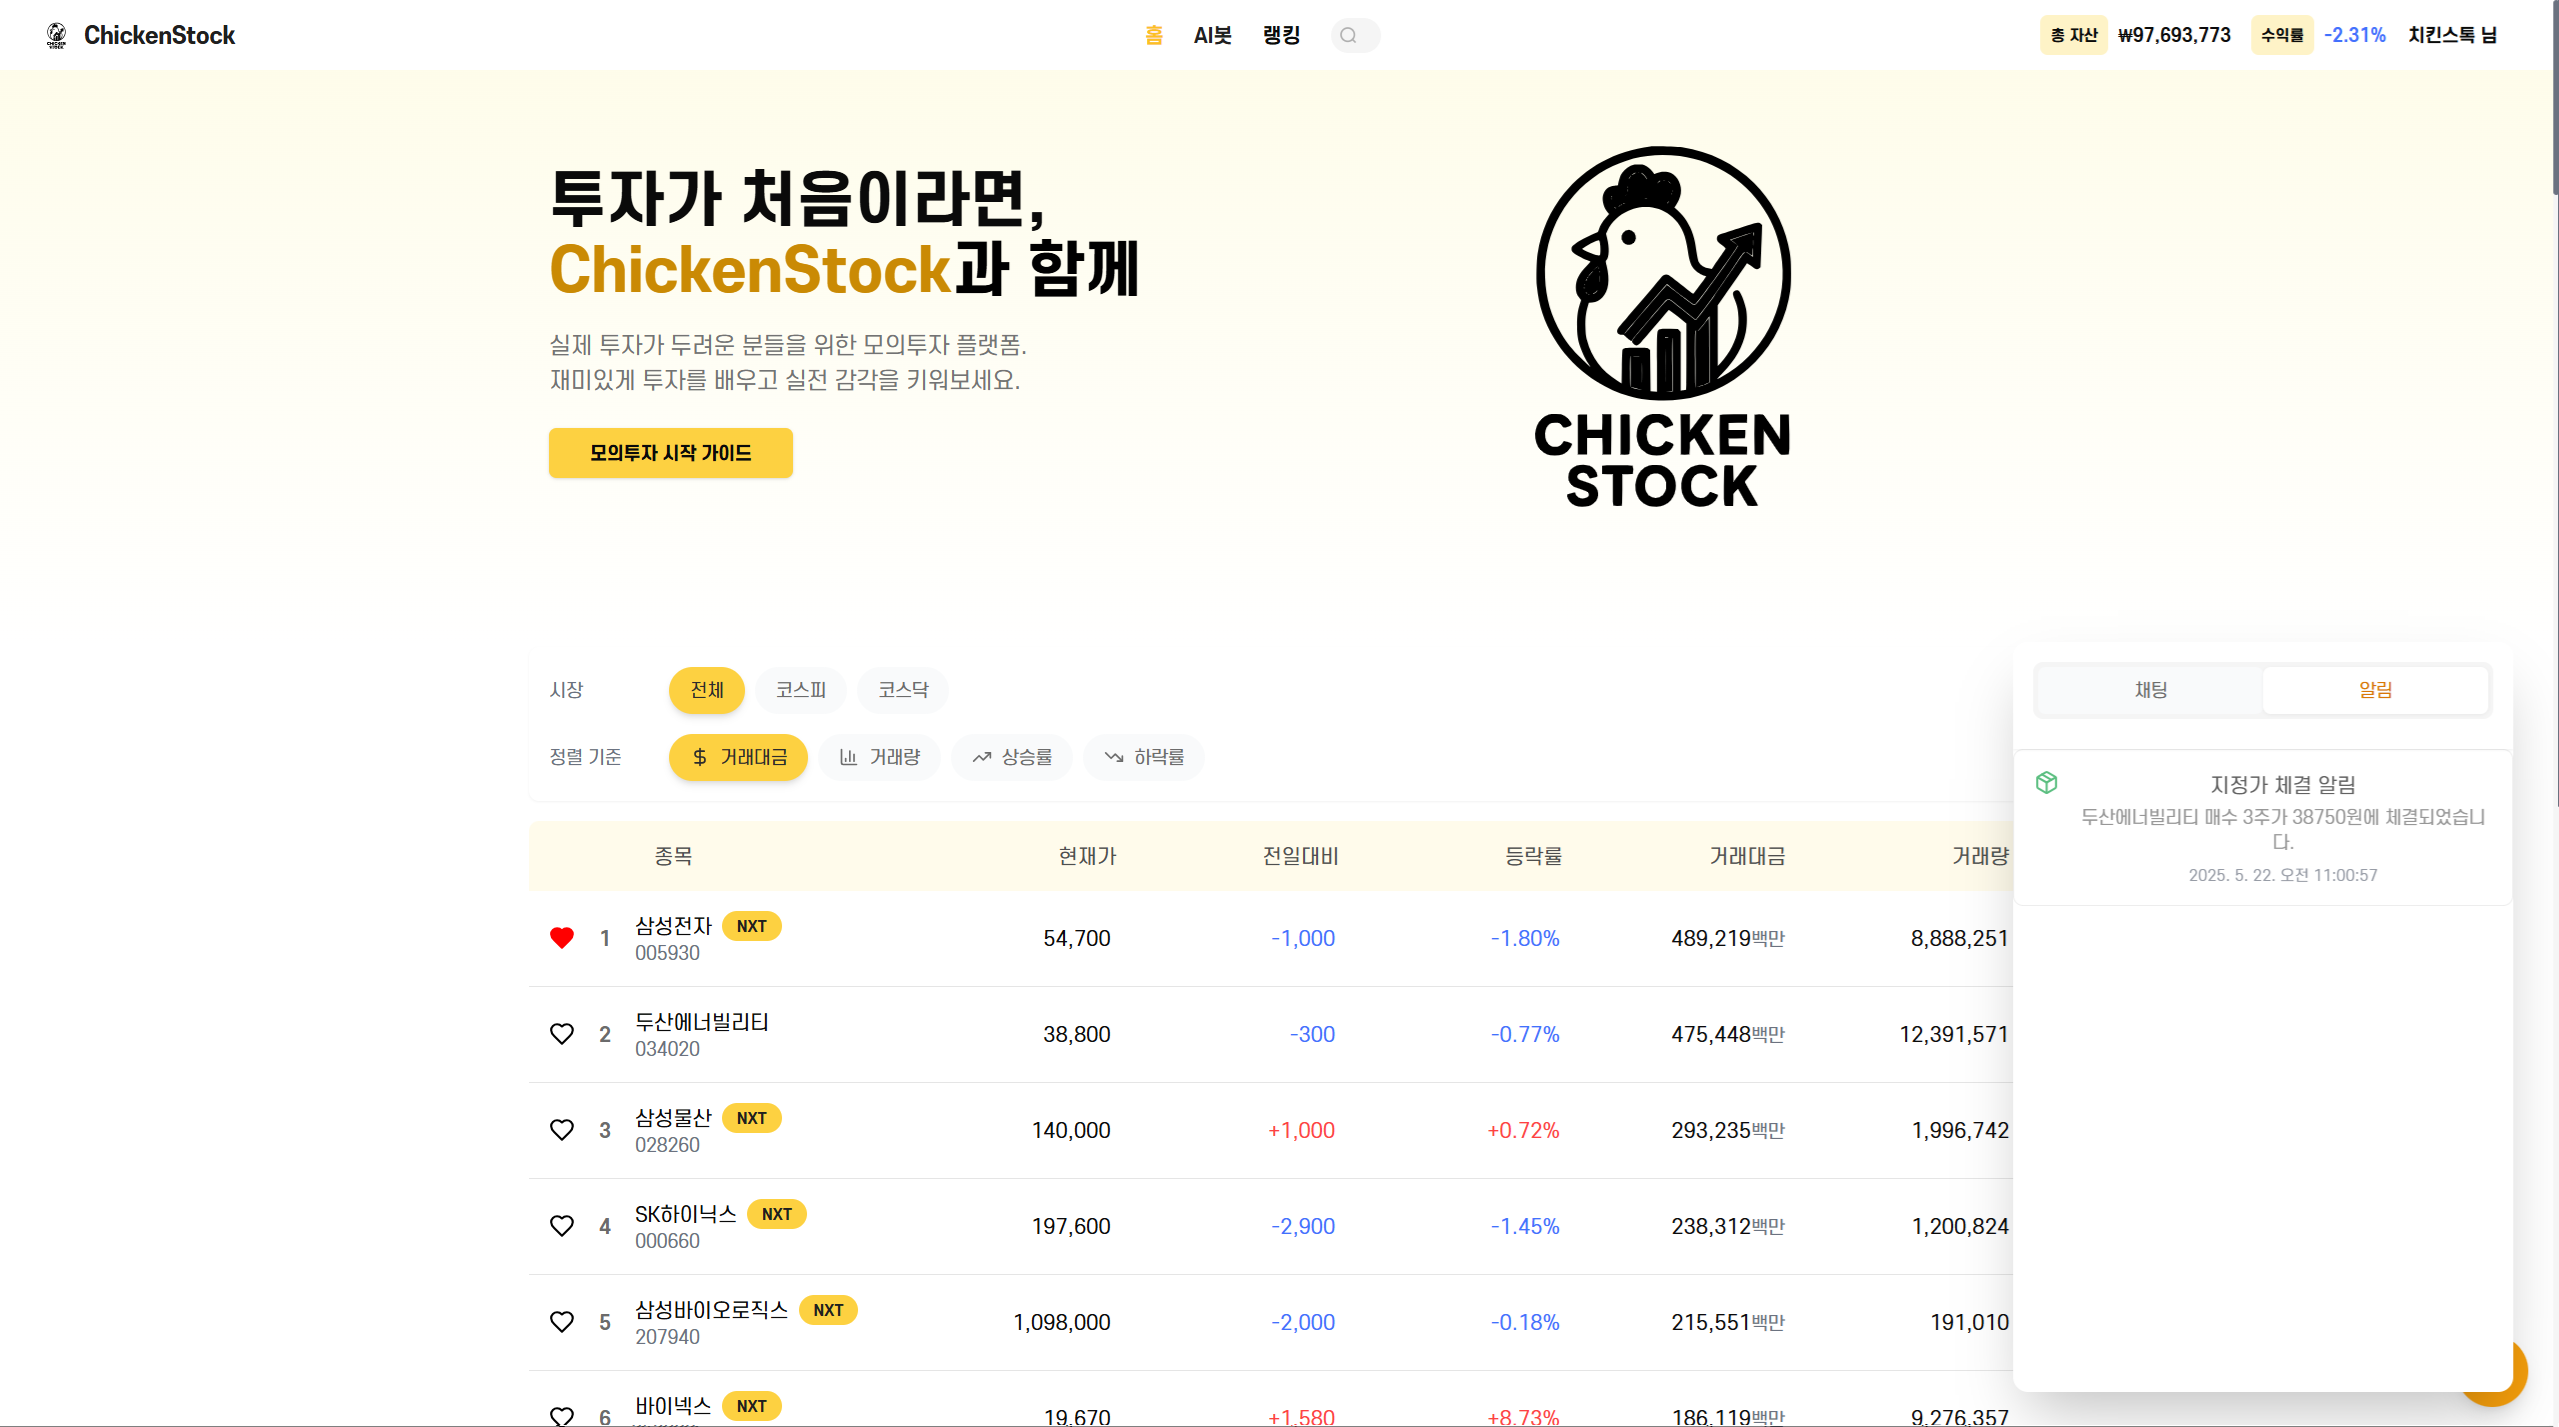 ChickenStock
홈 AI봇 랭킹
총 자산 ₩97,693,773 수익률 -2.31% 치킨스톡 님
투자가 처음이라면,
ChickenStock과 함께
실제 투자가 두려운 분들을 위한 모의투자 플랫폼.
재미있게 투자를 배우고 실전 감각을 키워보세요.
모의투자 시작 가이드
CHICKEN
STOCK
시장 전체 코스피 코스닥
정렬 기준 거래대금 거래량 상승률 하락률
종목 현재가 전일대비 등락률 거래대금 거래량
1 삼성전자 NXT 54,700 -1,000 -1.80% 489,219백만 8,888,251
005930
2 두산에너빌리티 38,800 -300 -0.77% 475,448백만 12,391,571
034020
3 삼성물산 NXT 140,000 +1,000 +0.72% 293,235백만 1,996,742
028260
4 SK하이닉스 NXT 197,600 -2,900 -1.45% 238,312백만 1,200,824
000660
5 삼성바이오로직스 NXT 1,098,000 -2,000 -0.18% 215,551백만 191,010
207940
6 바이넥스 NXT 19,670 +1,580 +8.73% 186,119백만 9,276,357
채팅 알림
지정가 체결 알림
두산에너빌리티 매수 3주가 38750원에 체결되었습니
다.
2025. 5. 22. 오전 11:00:57